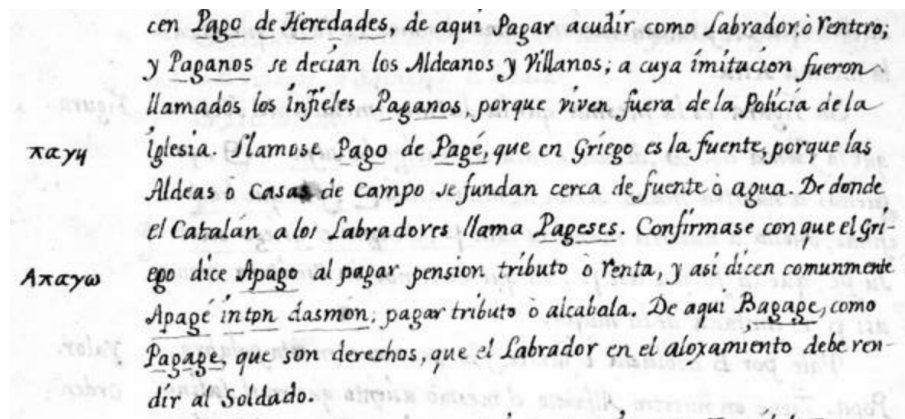 cen Pago de Heredades, de aqui Pagar acudir como Labrador, ò Rentero,
y Paganos se decian los Aldeanos y Villanos; a cuya imitacion fueron
llamados los infieles Paganos, porque viven fuera de la Policia de la
παγη Iglesia. Llamose Pago de Pagé, que en Griego es la fuente, porque las
Aldeas ò Casas de Campo se fundan cerca de fuente ò agua. De donde
el Catalan a los Labradores llama Pageses. Confirmase con que el Gri-
Απαγω ego dice Apago al pagar pension tributo ò renta, y asi dicen comunmente
Apagé intpn dasmon, pagar tributo ò alcabala. De aqui Bagage, como
Pagage, que son derechos, que el Labrador en el aloxamiento debe ren-
dir al Soldado.